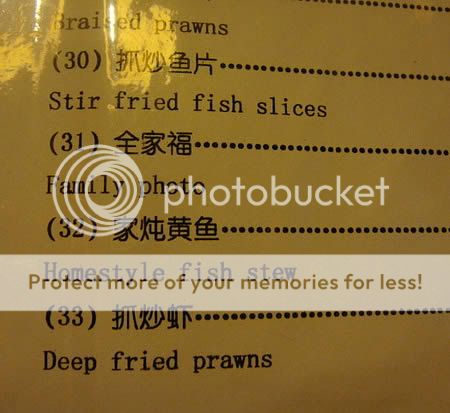 Braised prawns
(30) 抓炒鱼片••••••••••••••••••••
Stir fried fish slices
(31) 全家福•••••••••••••••••••••••
Family photo
photobucket
(32) 家炖黄鱼••••••••••••••••••••
Protect more of your memories for less!
Homestyle fish stew
(33) 抓炒虾•••••••••••••••••••••••
Deep fried prawns